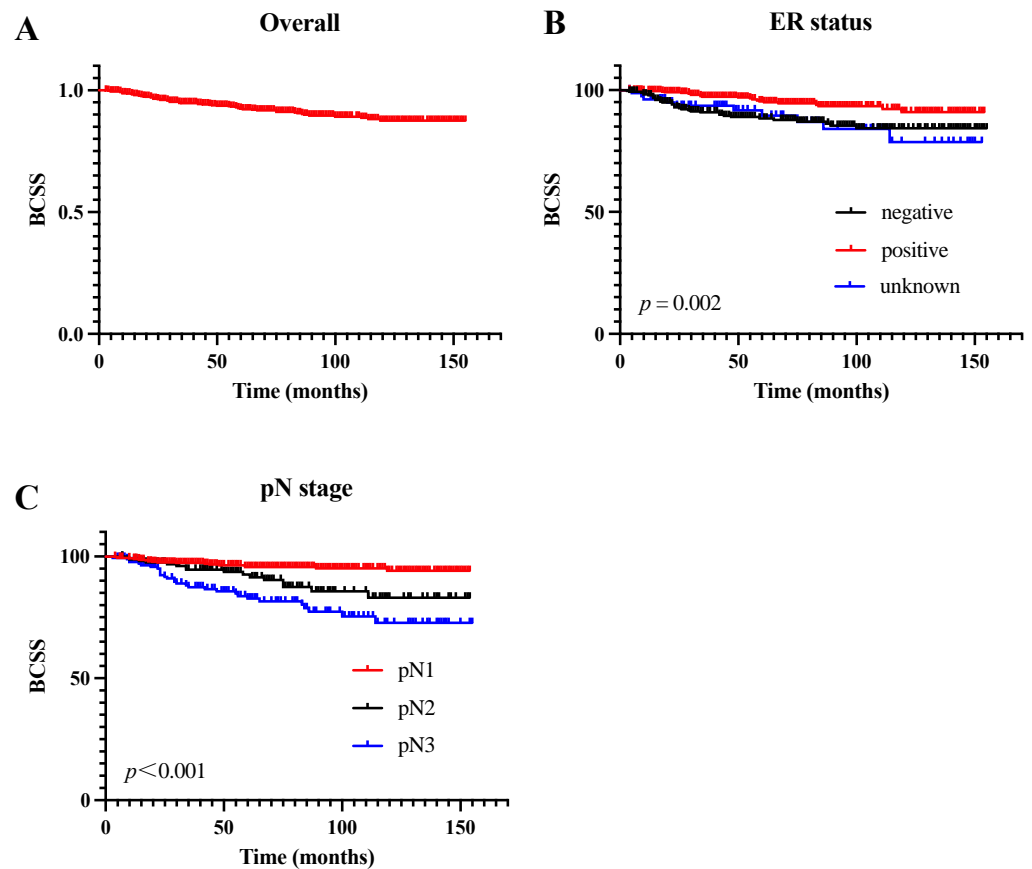 A
Overall
BCSS
1.0
0.5
0.0
0
50
100
150
Time (months)
B
ER status
BCSS
100
50
0
negative
positive
unknown
p = 0.002
0
50
100
150
Time (months)
C
pN stage
BCSS
100
50
0
pN1
pN2
pN3
p<0.001
0
50
100
150
Time (months)